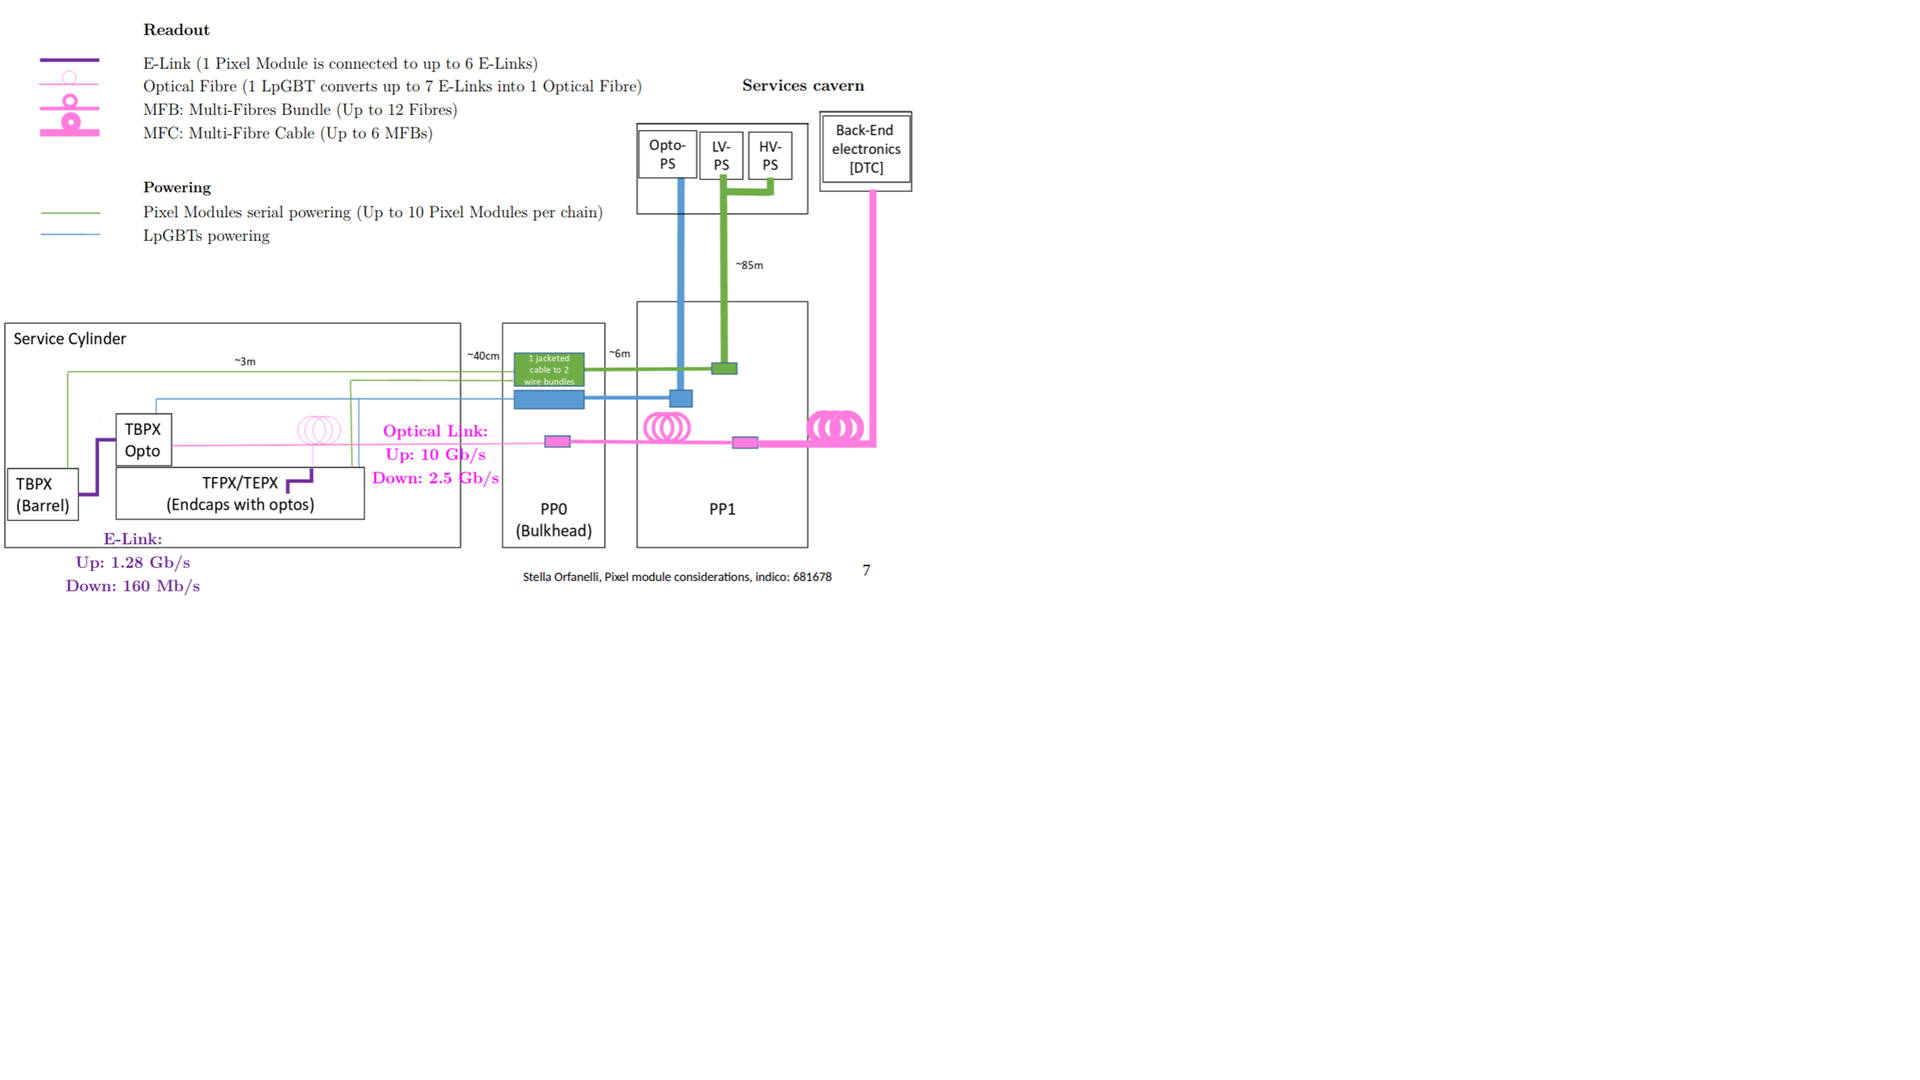 Readout
E-Link (1 Pixel Module is connected to up to 6 E-Links)
Optical Fibre (1 LpGBT converts up to 7 E-Links into 1 Optical Fibre)
MFB: Multi-Fibres Bundle (Up to 12 Fibres)
MFC: Multi-Fibre Cable (Up to 6 MFBs)
Powering
Pixel Modules serial powering (Up to 10 Pixel Modules per chain)
LpGBTs powering
Services cavern
Opto-
PS
LV-
PS
HV-
PS
Back-End
electronics
[DTC]
~85m
Service Cylinder
~3m
~40cm
1 jacketed
cable to 2
wire bundles
~6m
TBPX
Opto
TBPX
(Barrel)
TFPX/TEPX
(Endcaps with optos)
Optical Link:
Up: 10 Gb/s
Down: 2.5 Gb/s
PP0
(Bulkhead)
PP1
E-Link:
Up: 1.28 Gb/s
Down: 160 Mb/s
Stella Orfanelli, Pixel module considerations, indico: 681678
7